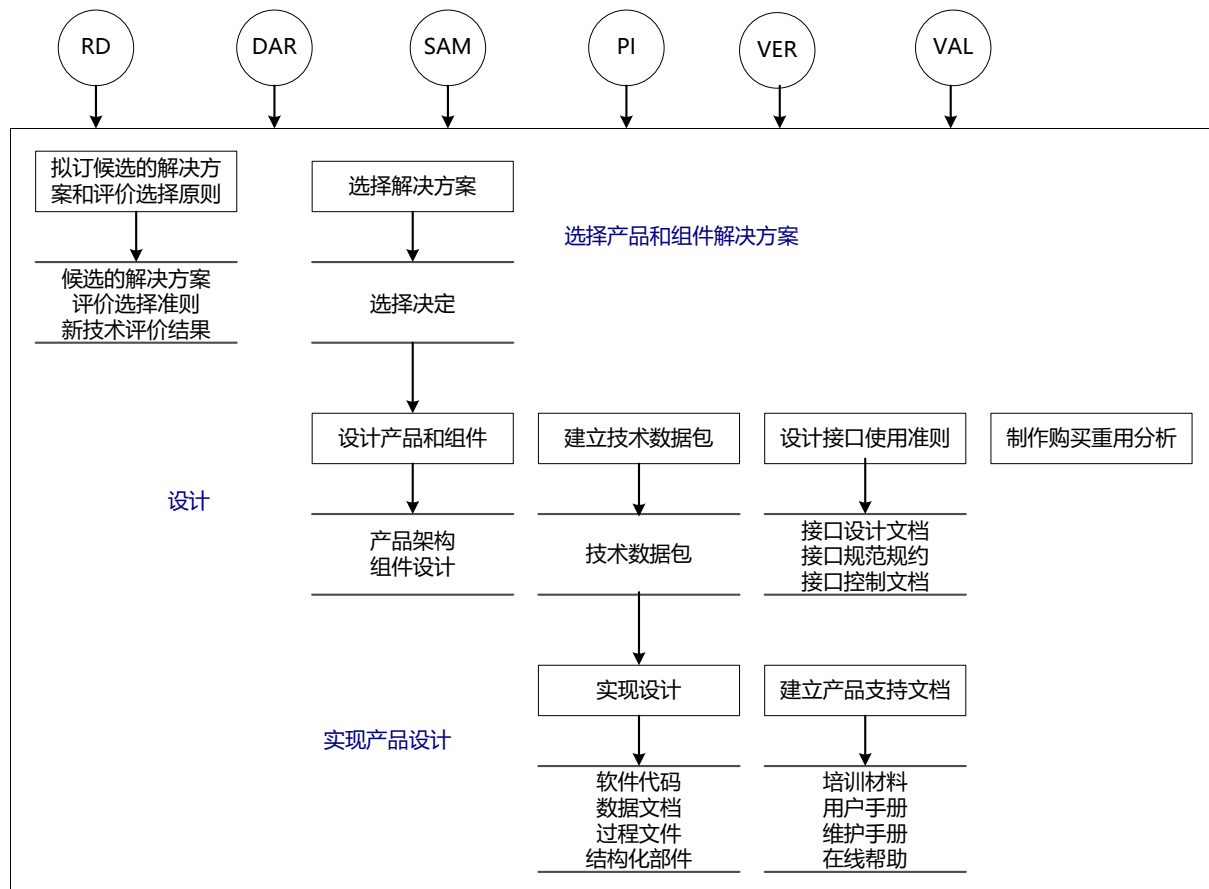 RD
DAR
SAM
PI
VER
VAL
拟订候选的解决方
案和评价选择原则
选择解决方案
选择产品和组件解决方案
候选的解决方案
评价选择准则
新技术评价结果
选择决定
设计产品和组件
建立技术数据包
设计接口使用准则
制作购买重用分析
设计
产品架构
组件设计
技术数据包
接口设计文档
接口规范规约
接口控制文档
实现设计
建立产品支持文档
实现产品设计
软件代码
数据文档
过程文件
结构化部件
培训材料
用户手册
维护手册
在线帮助